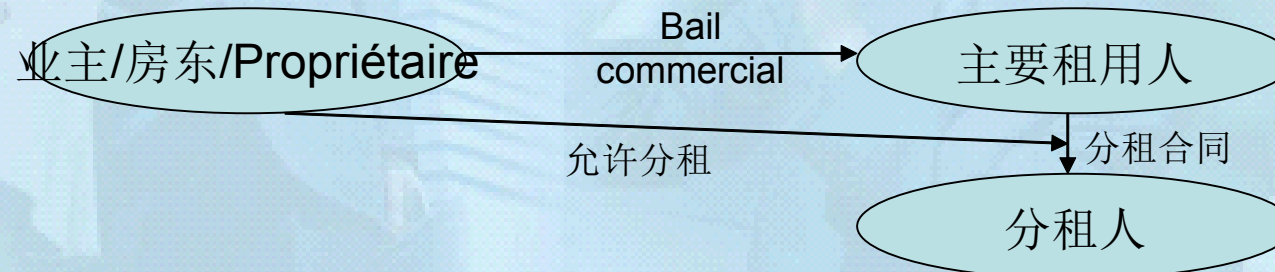 业主/房东/Propriétaire
Bail
commercial
主要租用人
允许分租
分租合同
分租人